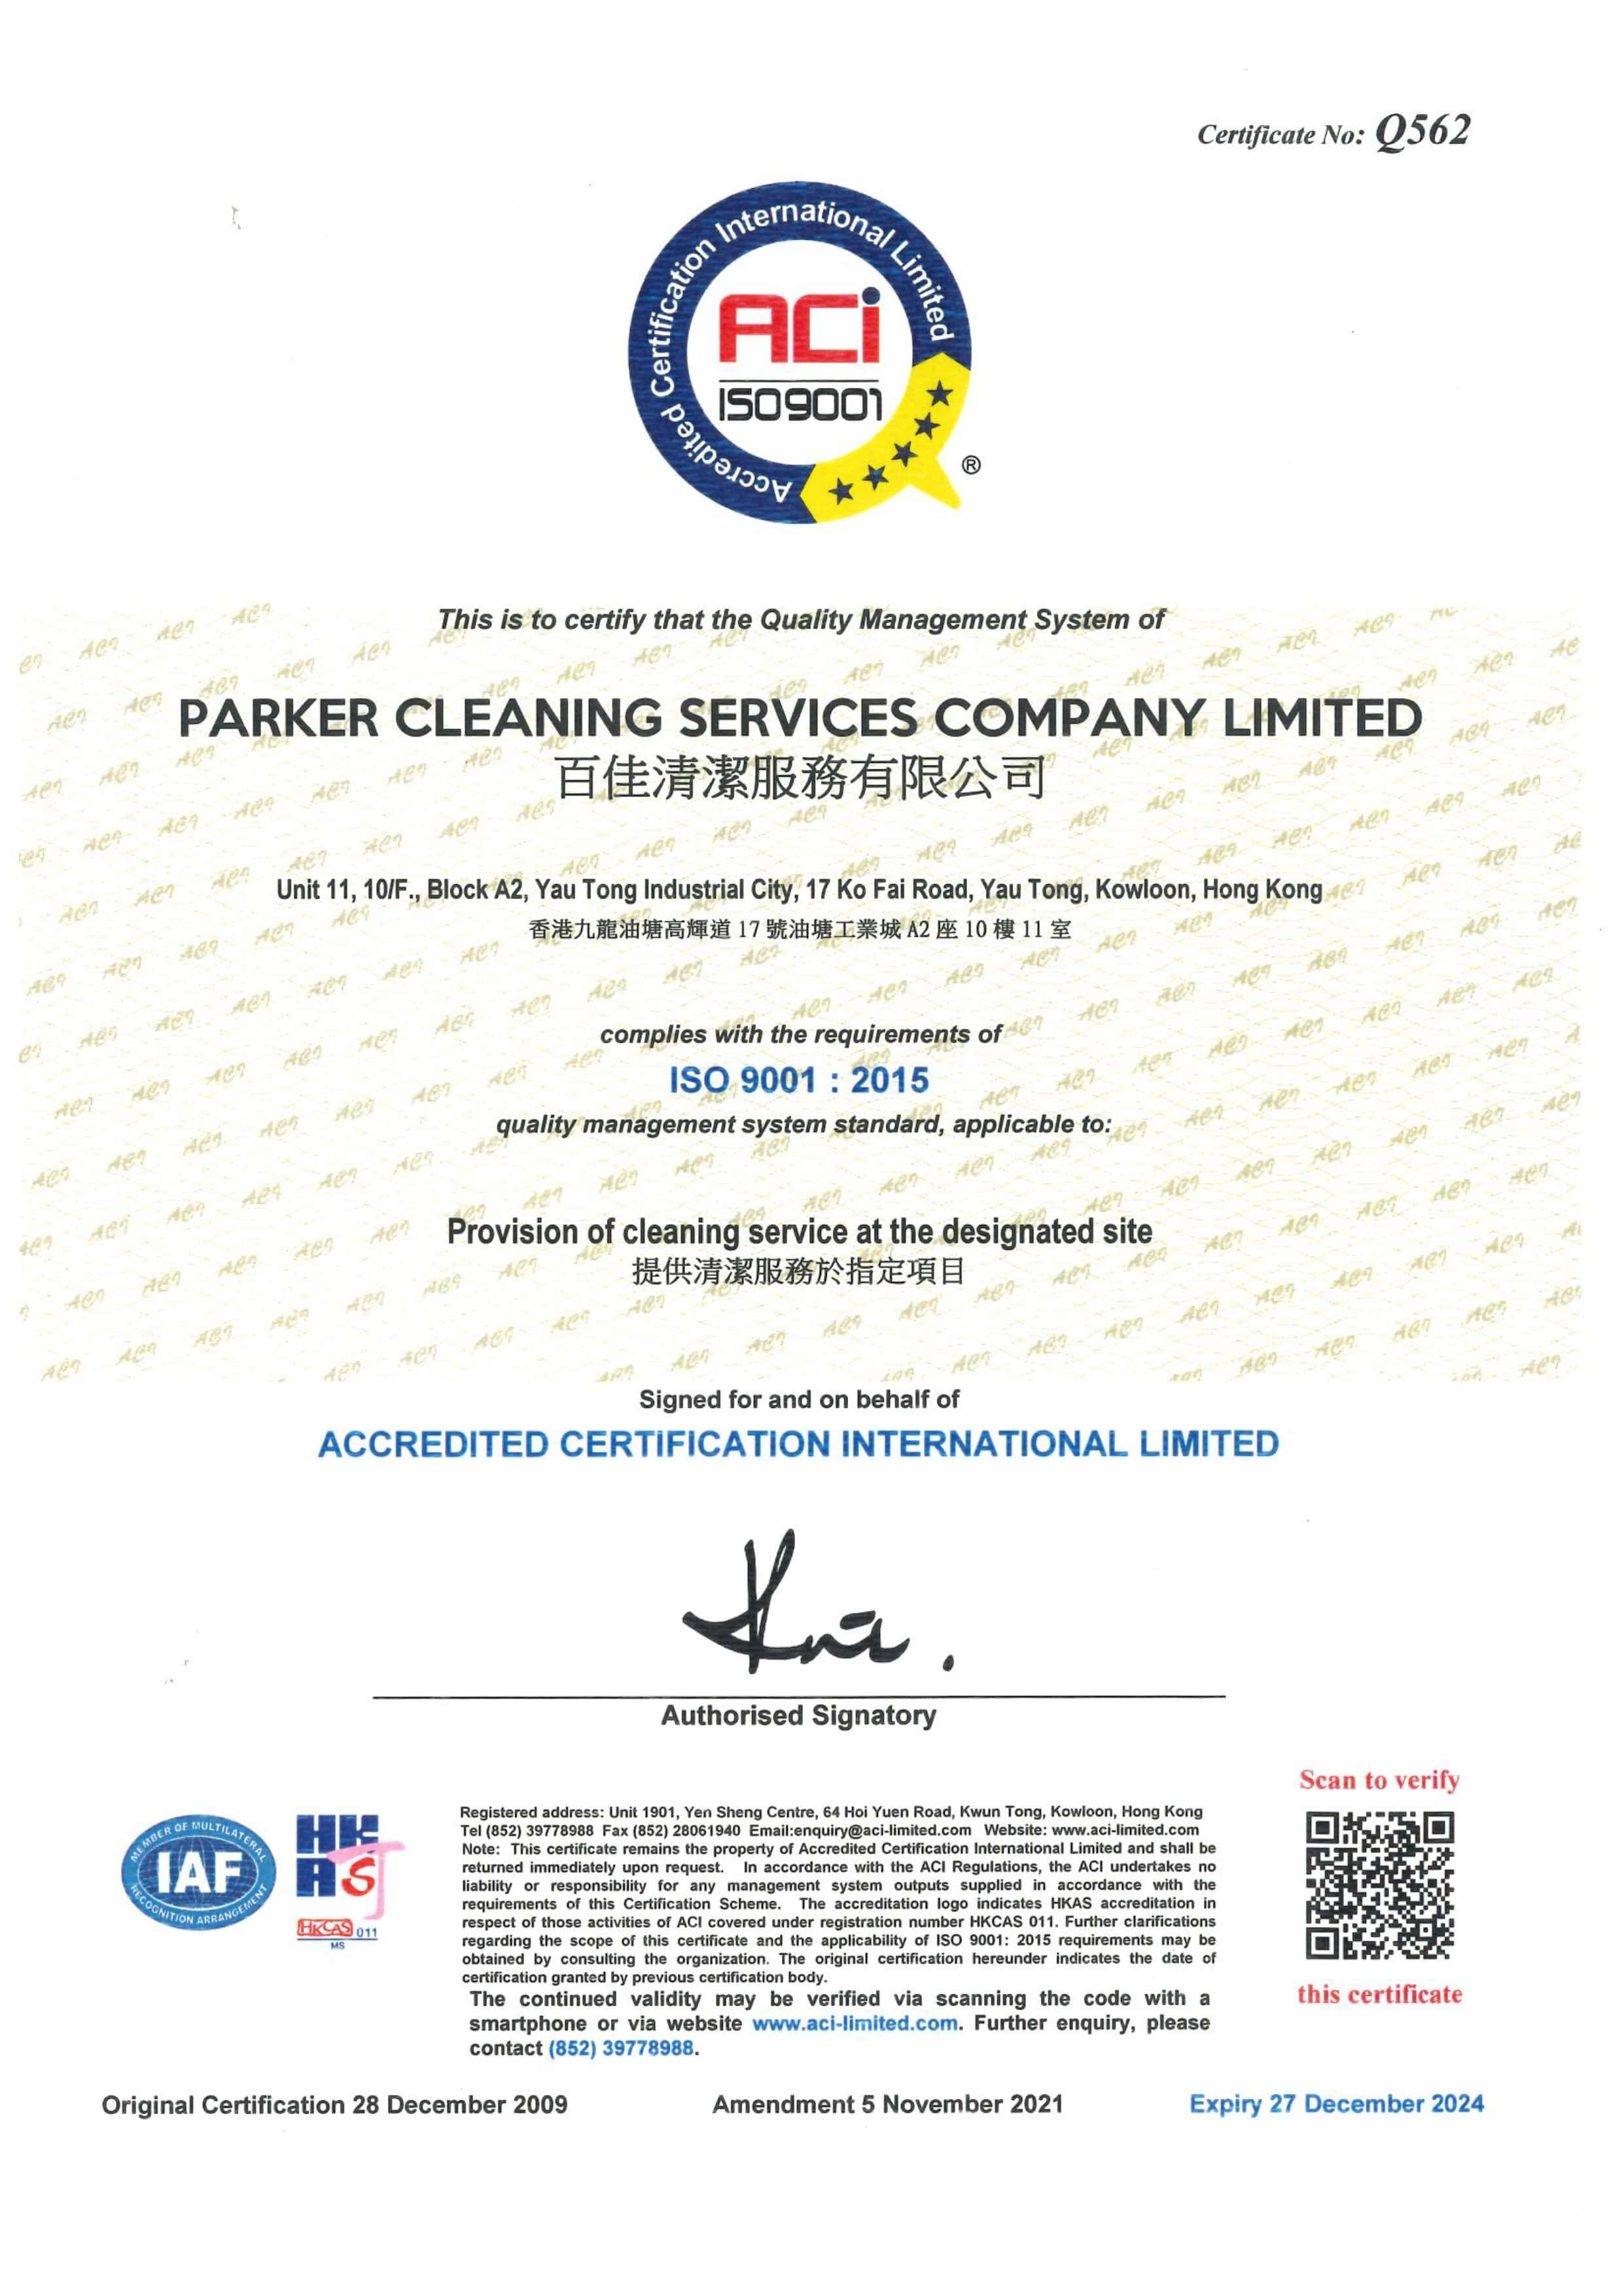 Certificate No: Q562
Accredited Certification International Limited
ACi
ISO9001
®
This is to certify that the Quality Management System of
PARKER CLEANING SERVICES COMPANY LIMITED
百佳清潔服務有限公司
Unit 11, 10/F., Block A2, Yau Tong Industrial City, 17 Ko Fai Road, Yau Tong, Kowloon, Hong Kong
香港九龍油塘高輝道 17 號油塘工業城 A2 座 10 樓 11 室
complies with the requirements of
ISO 9001 : 2015
quality management system standard, applicable to:
Provision of cleaning service at the designated site
提供清潔服務於指定項目
Signed for and on behalf of
ACCREDITED CERTIFICATION INTERNATIONAL LIMITED
Authorised Signatory
MEMBER OF MULTILATERAL
IAF
RECOGNITION ARRANGEMENT
HKAS
HKCAS 011
MS
Registered address: Unit 1901, Yen Sheng Centre, 64 Hoi Yuen Road, Kwun Tong, Kowloon, Hong Kong
Tel (852) 39778988 Fax (852) 28061940 Email:enquiry@aci-limited.com Website: www.aci-limited.com
Note: This certificate remains the property of Accredited Certification International Limited and shall be
returned immediately upon request. In accordance with the ACI Regulations, the ACI undertakes no
liability or responsibility for any management system outputs supplied in accordance with the
requirements of this Certification Scheme. The accreditation logo indicates HKAS accreditation in
respect of those activities of ACI covered under registration number HKCAS 011. Further clarifications
regarding the scope of this certificate and the applicability of ISO 9001: 2015 requirements may be
obtained by consulting the organization. The original certification hereunder indicates the date of
certification granted by previous certification body.
The continued validity may be verified via scanning the code with a
smartphone or via website www.aci-limited.com. Further enquiry, please
contact (852) 39778988.
Scan to verify
this certificate
Original Certification 28 December 2009
Amendment 5 November 2021
Expiry 27 December 2024